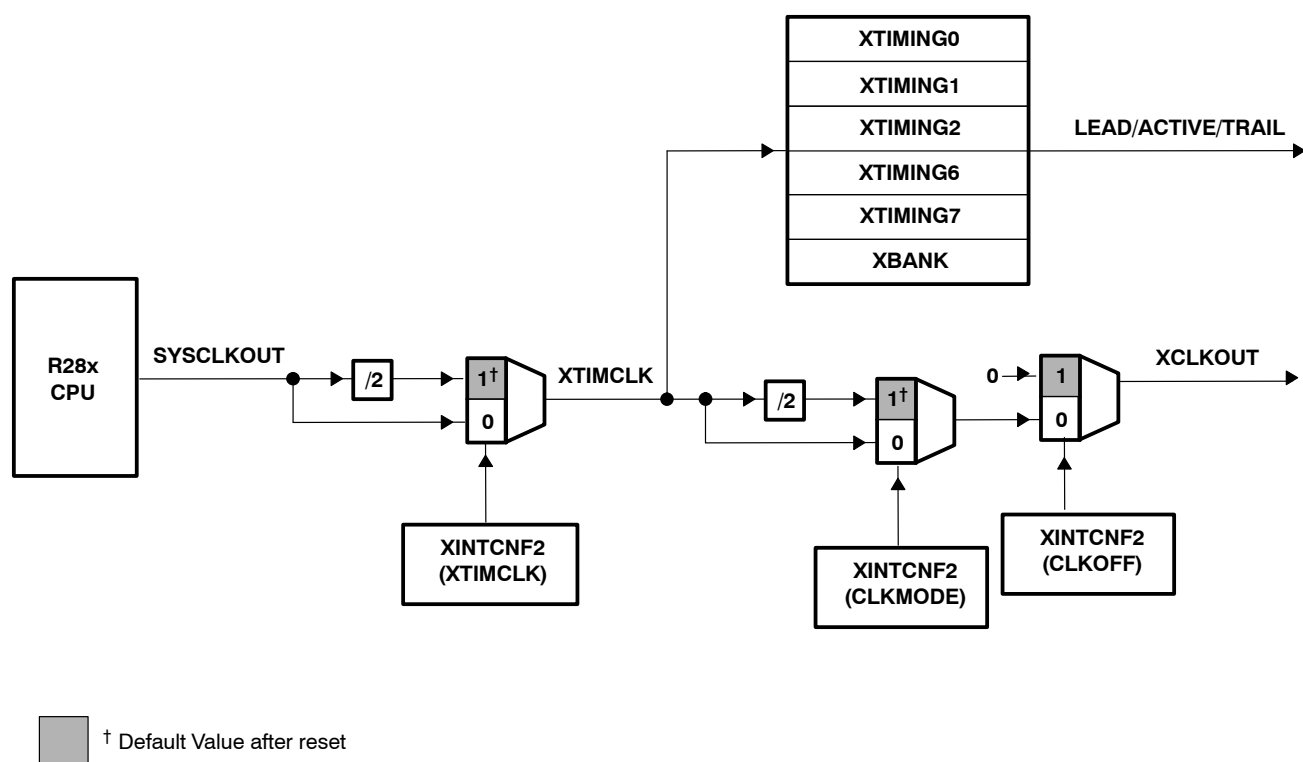 XTIMING0
XTIMING1
XTIMING2
LEAD/ACTIVE/TRAIL
XTIMING6
XTIMING7
XBANK
R28x
CPU
SYSCLKOUT
/2
1†
0
XTIMCLK
/2
1†
0
0
1
0
XCLKOUT
XINTCNF2
(XTIMCLK)
XINTCNF2
(CLKMODE)
XINTCNF2
(CLKOFF)
† Default Value after reset